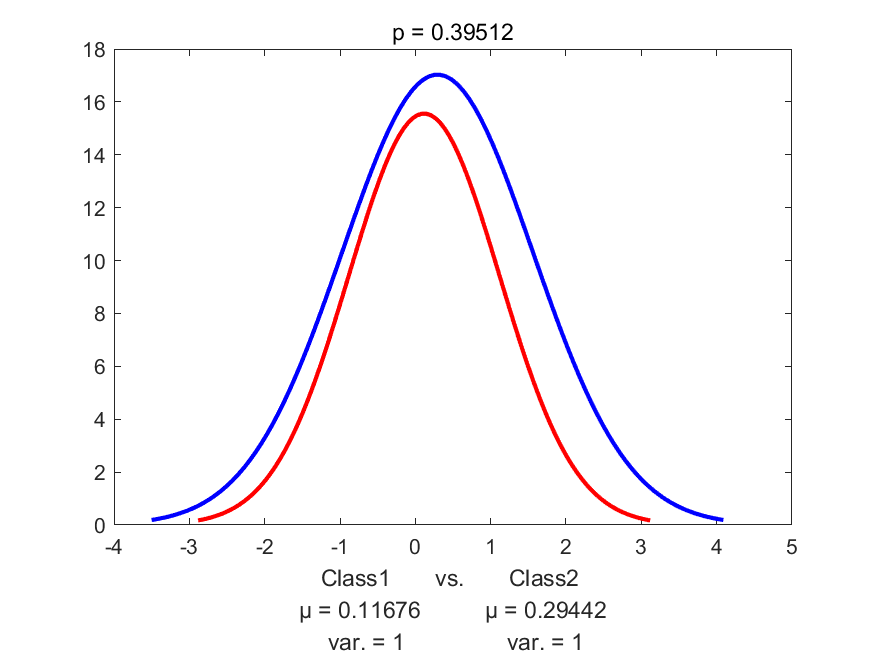 p = 0.39512
18
16
14
12
10
8
6
4
2
0
-4 -3 -2 -1 0 1 2 3 4 5
Class1 vs. Class2
μ = 0.11676 μ = 0.29442
var. = 1 var. = 1